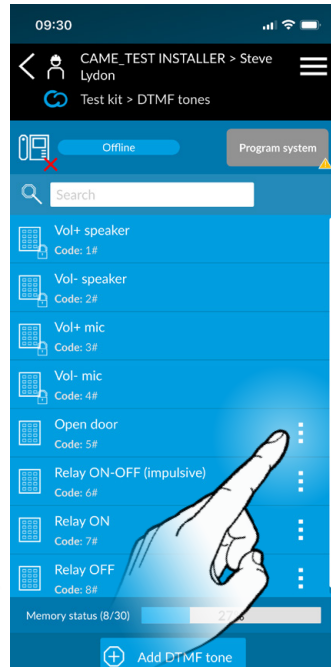 09:30
CAME_TEST INSTALLER > Steve
Lydon
Test kit > DTMF tones
Offline
Program system
Search
Vol+ speaker
Code: 1#
Vol- speaker
Code: 2#
Vol+ mic
Code: 3#
Vol- mic
Code: 4#
Open door
Code: 5#
Relay ON-OFF (impulsive)
Code: 6#
Relay ON
Code: 7#
Relay OFF
Code: 8#
Memory status (8/30)
27%
Add DTMF tone